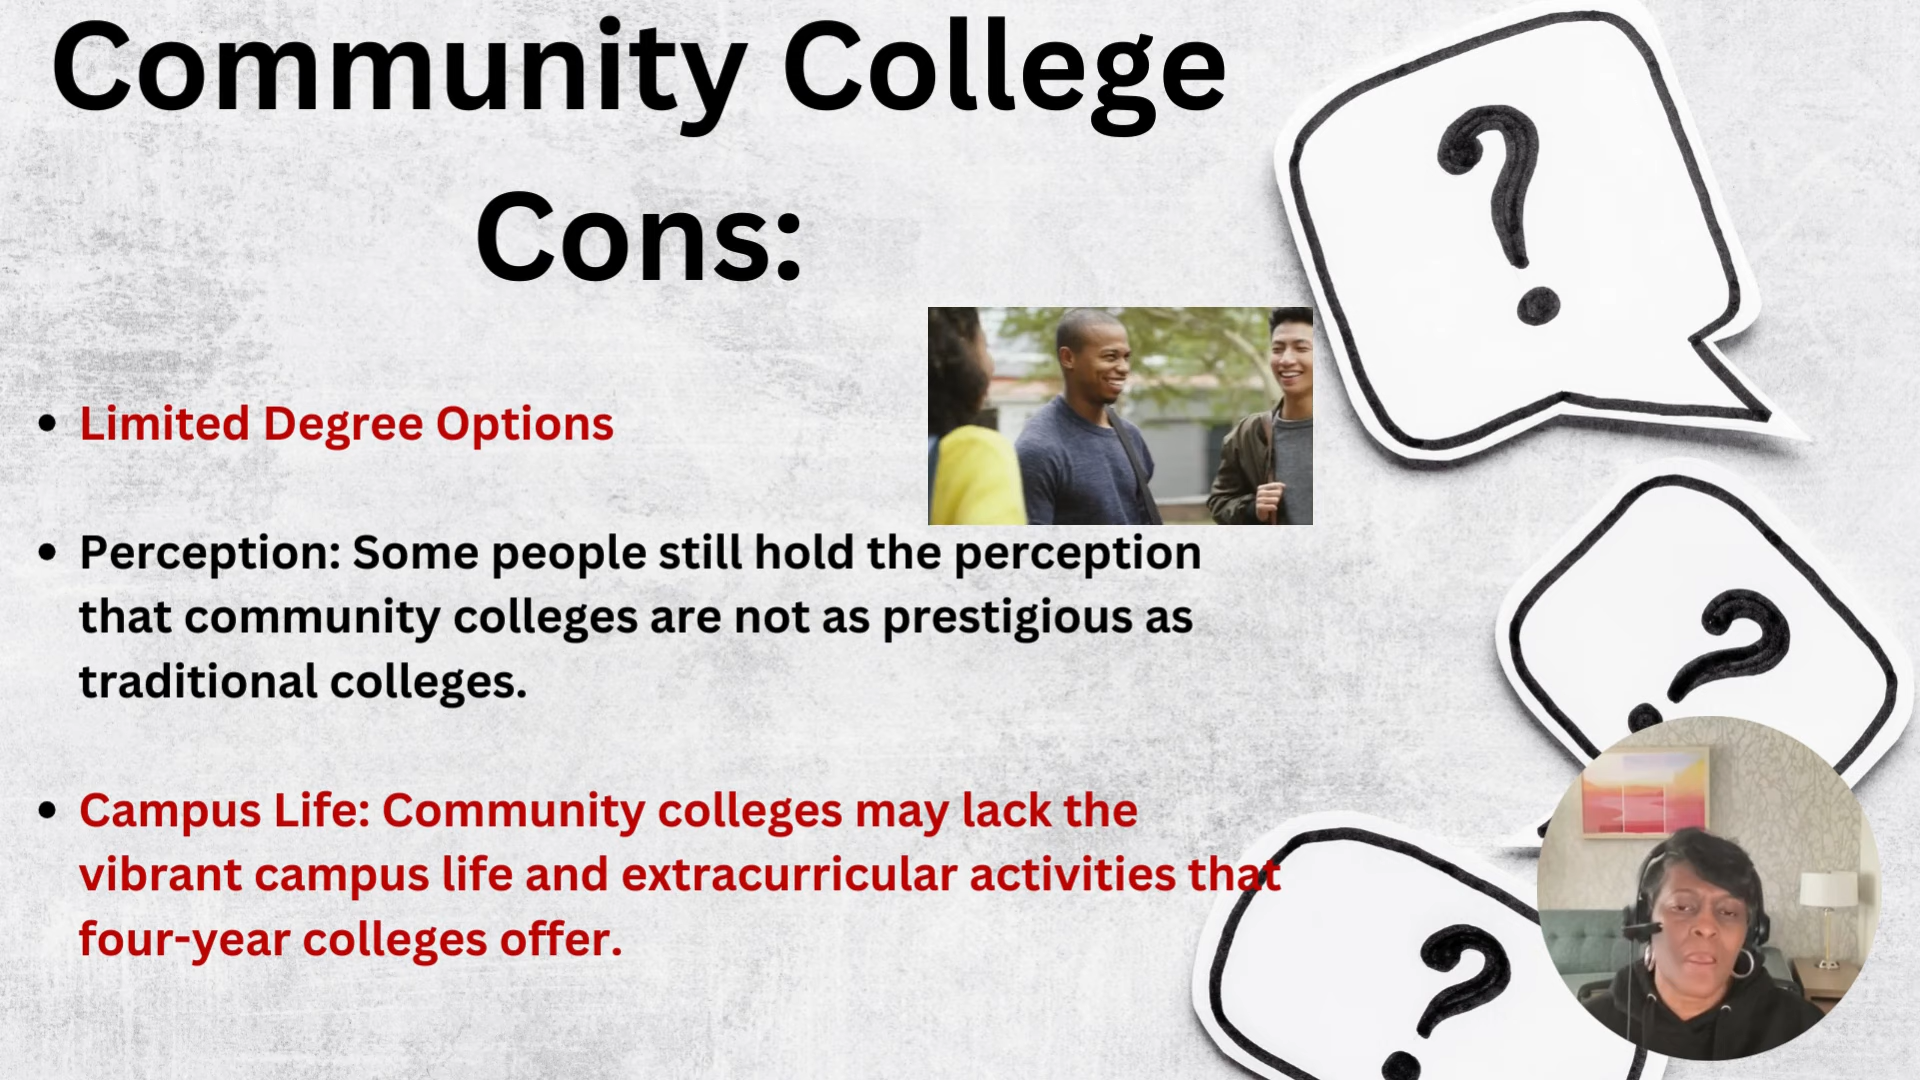 Community College
Cons:
• Limited Degree Options
• Perception: Some people still hold the perception
that community colleges are not as prestigious as
traditional colleges.
• Campus Life: Community colleges may lack the
vibrant campus life and extracurricular activities that
four-year colleges offer.
?
?
?